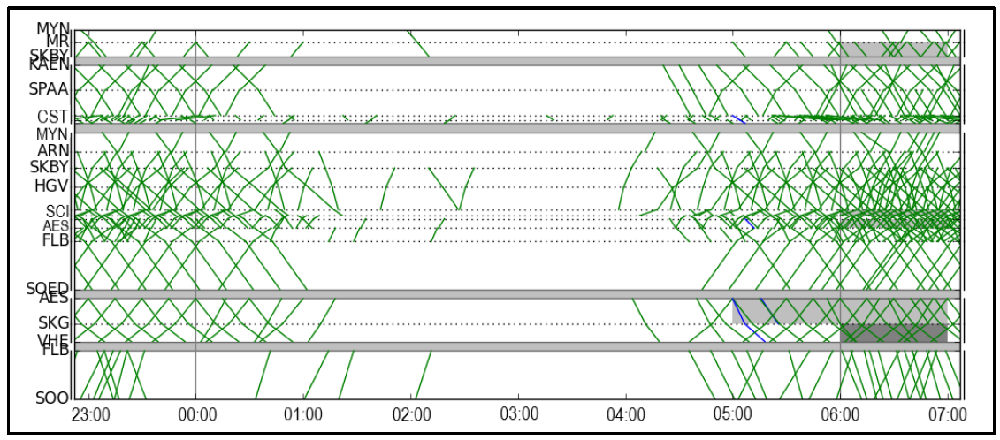 MYN
MR
SKBY
KAEN
SPAA
CST
MYN
ARN
SKBY
HGV
SCI
AES
FLB
SOED
AES
SKG
VHE
FLB
SOO
23:00 00:00 01:00 02:00 03:00 04:00 05:00 06:00 07:00